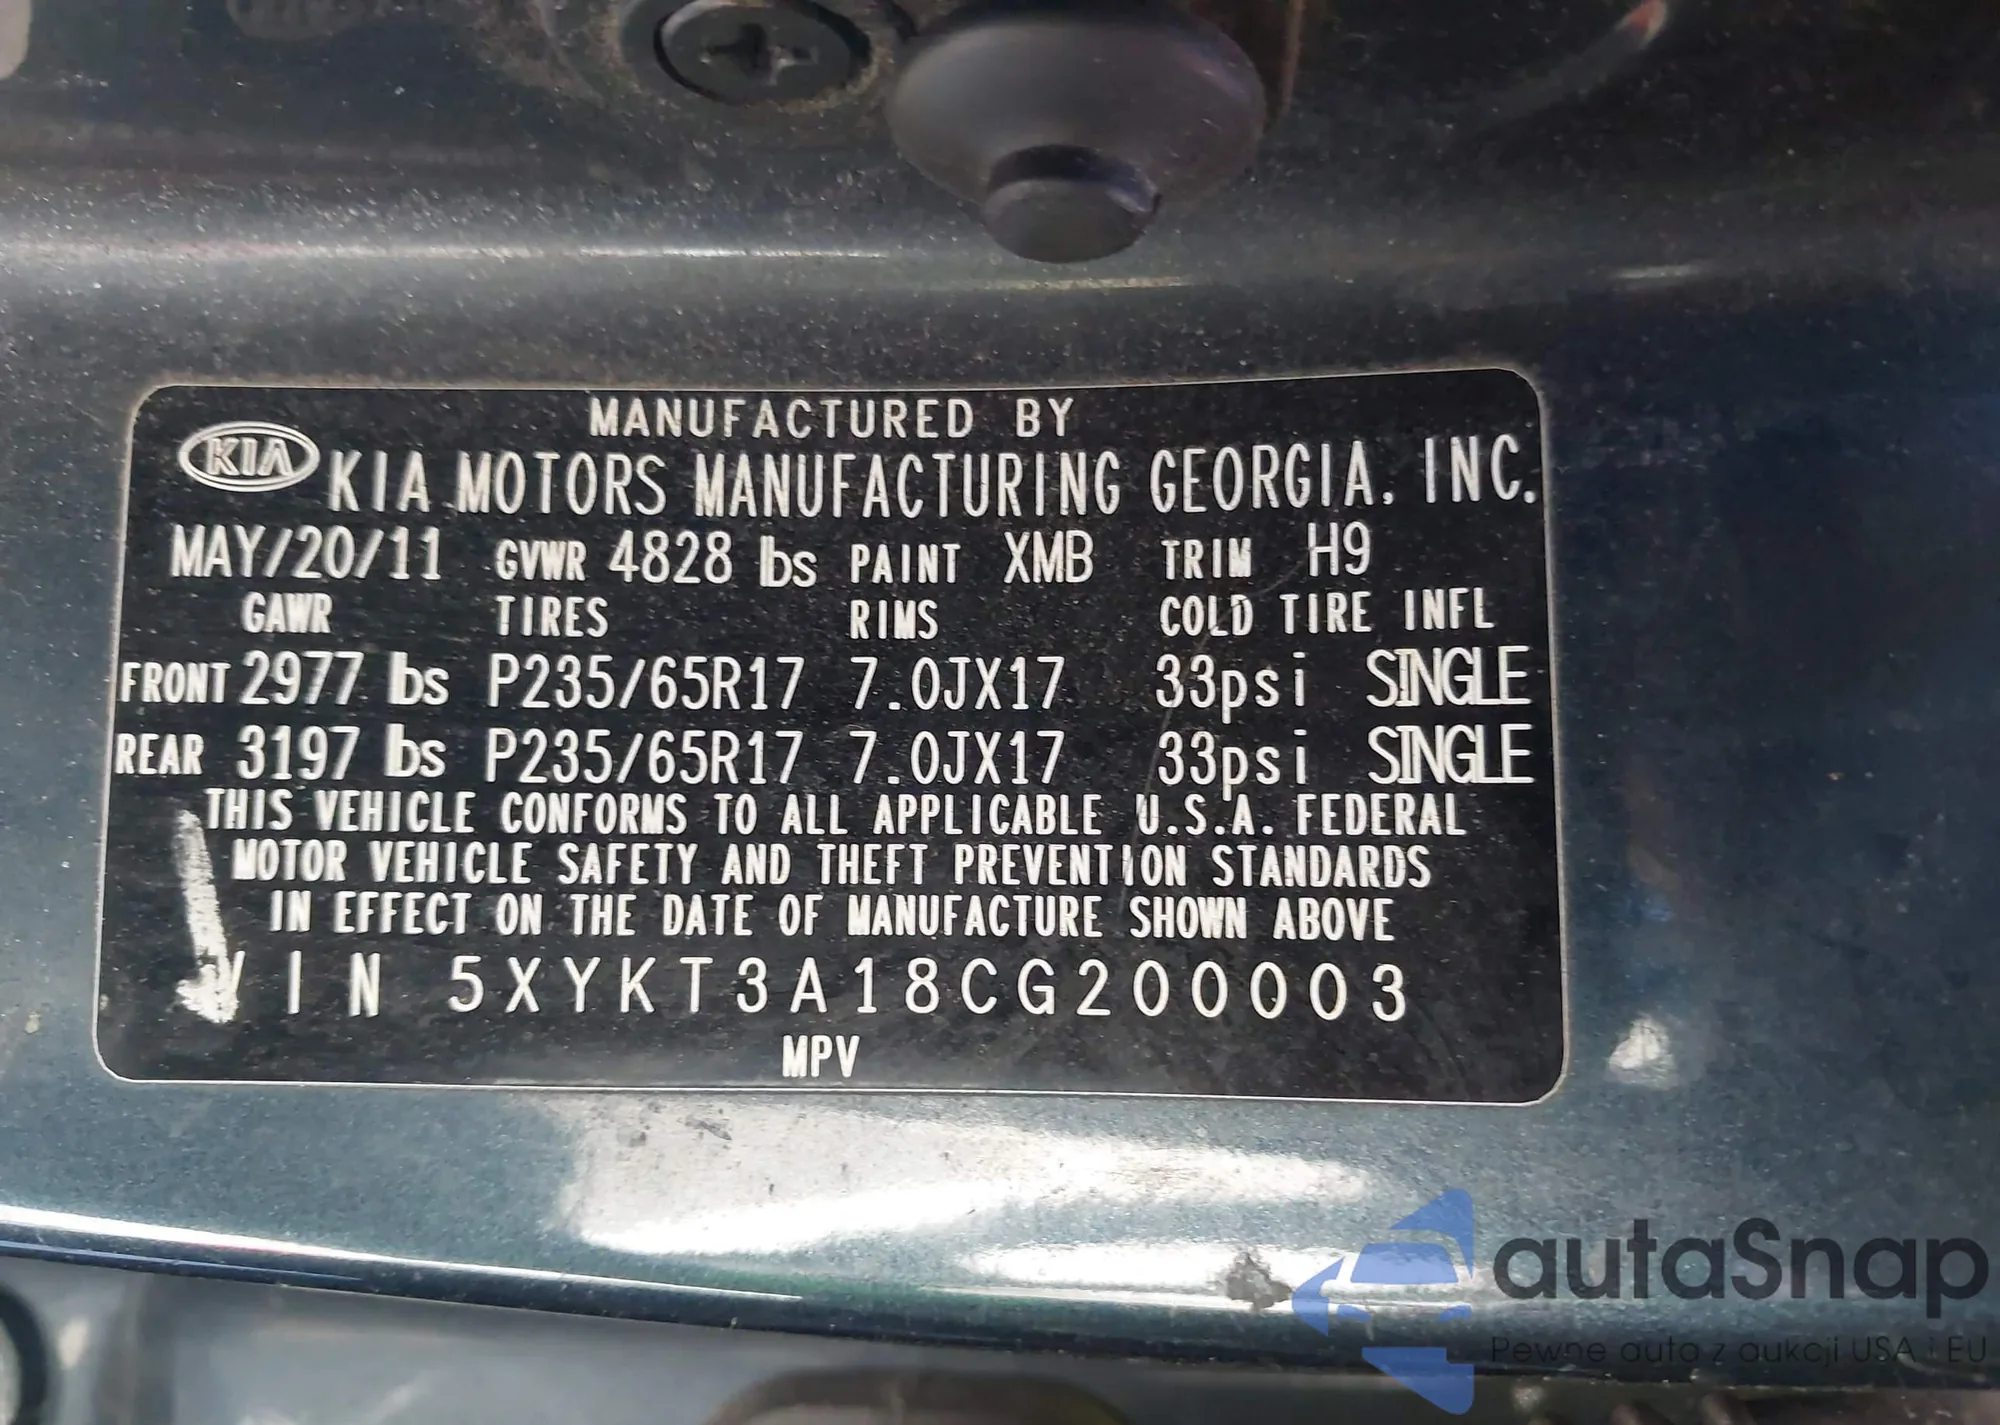 MANUFACTURED BY
KIA KIA MOTORS MANUFACTURING GEORGIA, INC.
MAY/20/11 GVWR 4828 lbs PAINT XMB TRIM H9
GAWR TIRES RIMS COLD TIRE INFL
FRONT 2977 lbs P235/65R17 7.0JX17 33psi SINGLE
REAR 3197 lbs P235/65R17 7.0JX17 33psi SINGLE
THIS VEHICLE CONFORMS TO ALL APPLICABLE U.S.A. FEDERAL
MOTOR VEHICLE SAFETY AND THEFT PREVENTION STANDARDS
IN EFFECT ON THE DATE OF MANUFACTURE SHOWN ABOVE
VIN 5XYKT3A18CG200003
MPV
autaSnap
Pewne auta z aukcji USA i EU